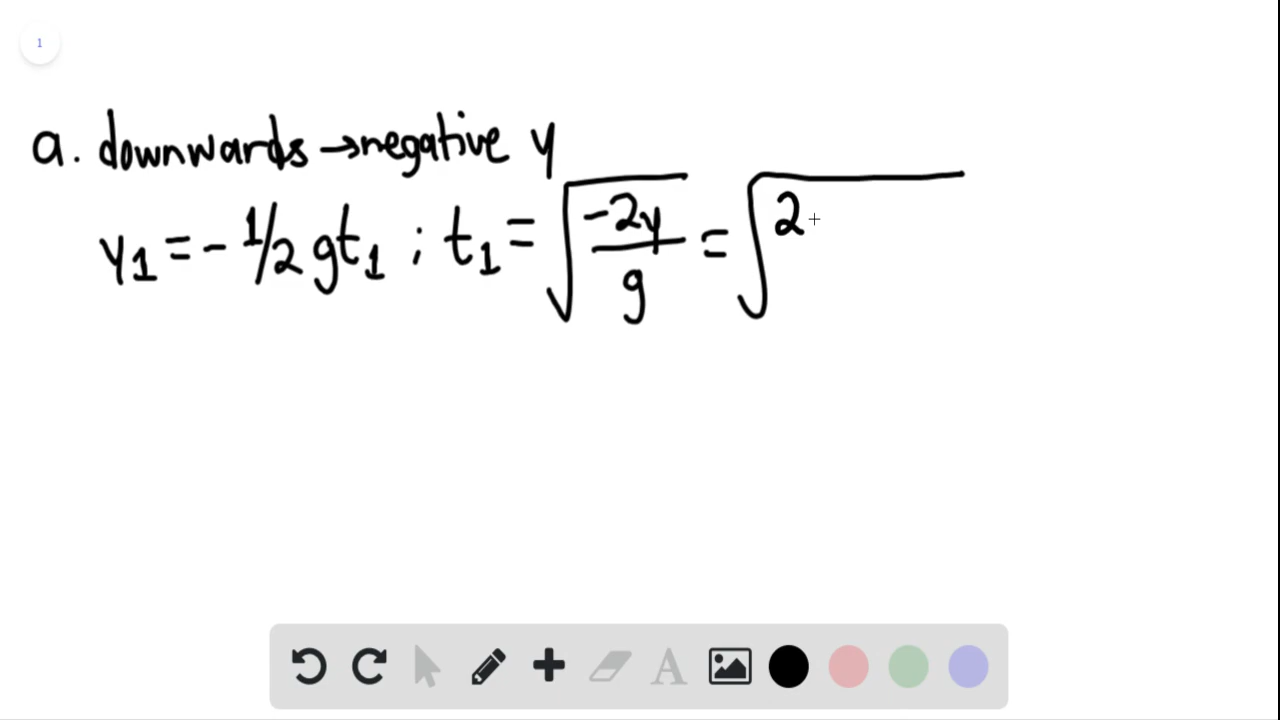 1
a. downwards → negative y
y₁ = - 1/2 gt₁ ; t₁ = √(-2y/g) = √(2
A